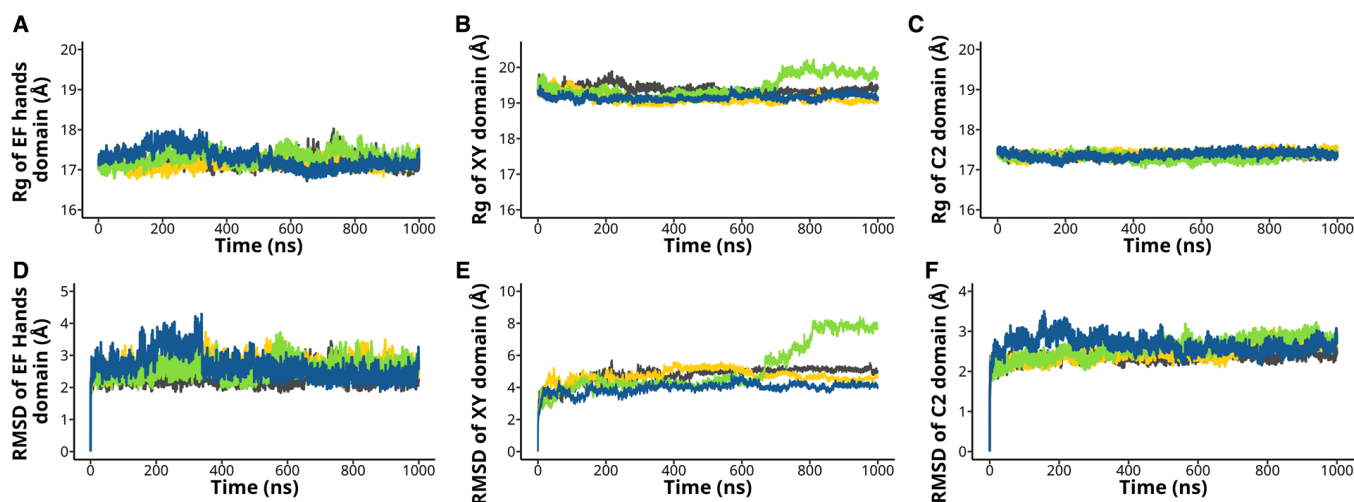 A
Rg of EF hands
domain (Å)
20
19
18
17
16
0 200 400 600 800 1000
Time (ns)
B
Rg of XY domain (Å)
20
19
18
17
16
0 200 400 600 800 1000
Time (ns)
C
Rg of C2 domain (Å)
20
19
18
17
16
0 200 400 600 800 1000
Time (ns)
D
RMSD of EF Hands
domain (Å)
5
4
3
2
1
0
0 200 400 600 800 1000
Time (ns)
E
RMSD of XY domain (Å)
10
8
6
4
2
0
0 200 400 600 800 1000
Time (ns)
F
RMSD of C2 domain (Å)
4
3
2
1
0
0 200 400 600 800 1000
Time (ns)